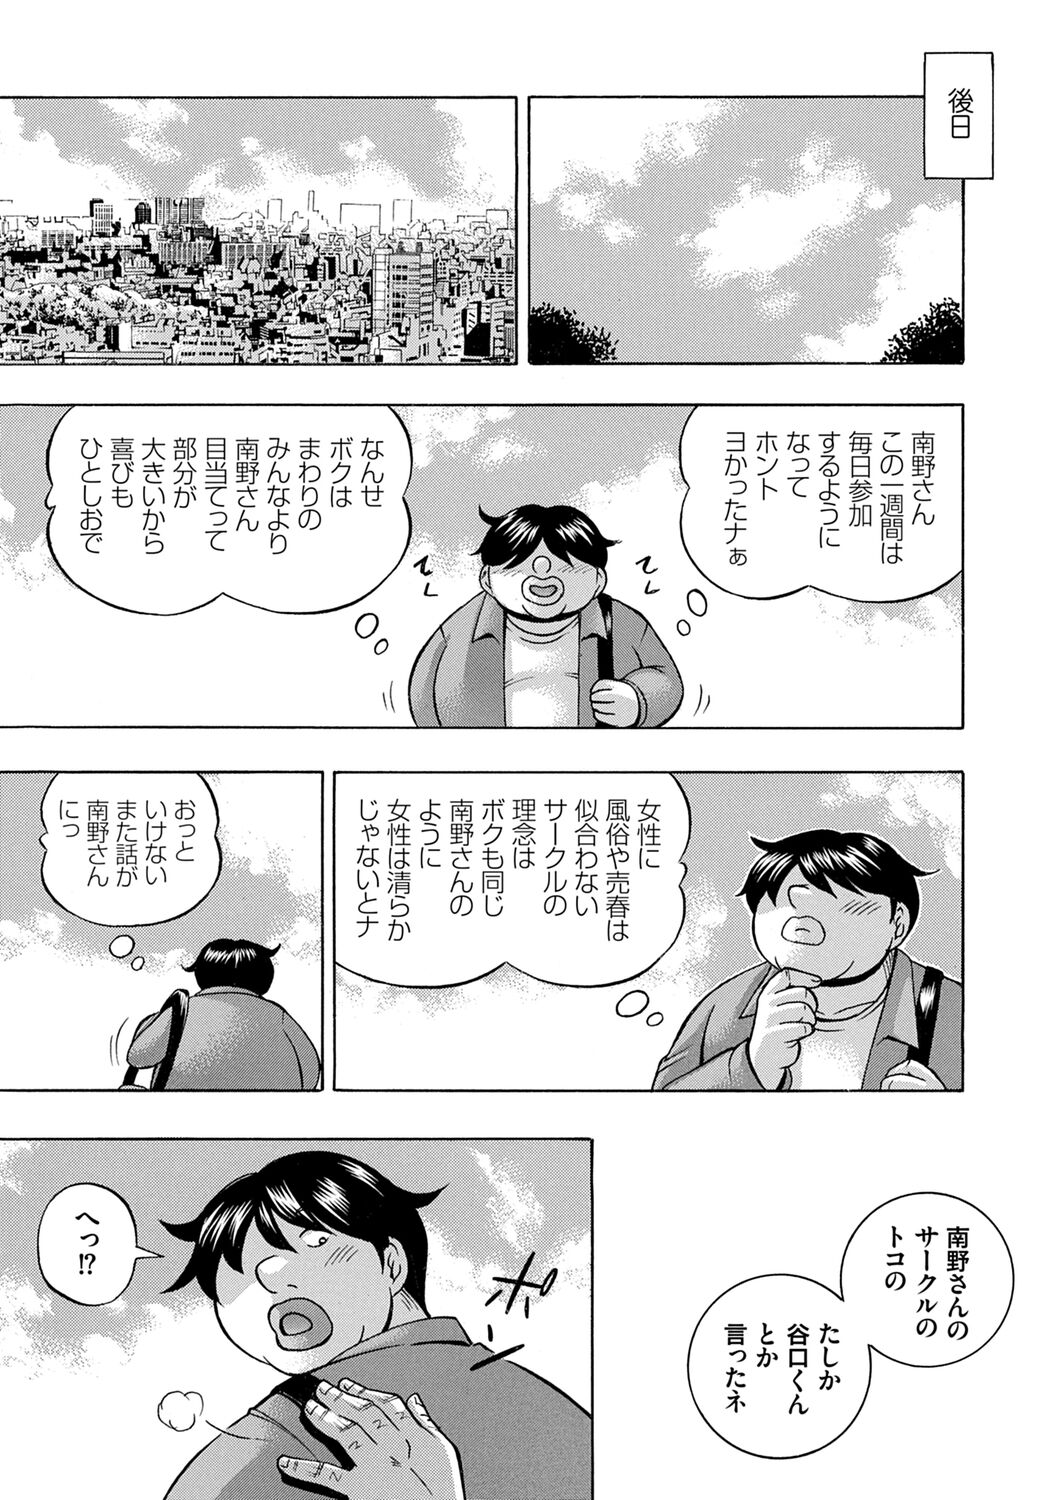 後日
南野さん
この一週間は
毎日参加
するように
なって
ホント
ヨかったナぁ
なんせ
ボクは
まわりの
みんなより
南野さん
目当てって
部分が
大きいから
喜びも
ひとしおで
女性に
風俗や売春は
似合わない
サークルの
理念は
ボクも同じ
南野さんの
ように
女性は清らか
じゃないとナ
おっと
いけない
また話が
南野さん
にっ
南野さんの
サークルの
トコの
たしか
谷口くん
とか
言ったネ
ポン
へっ!?